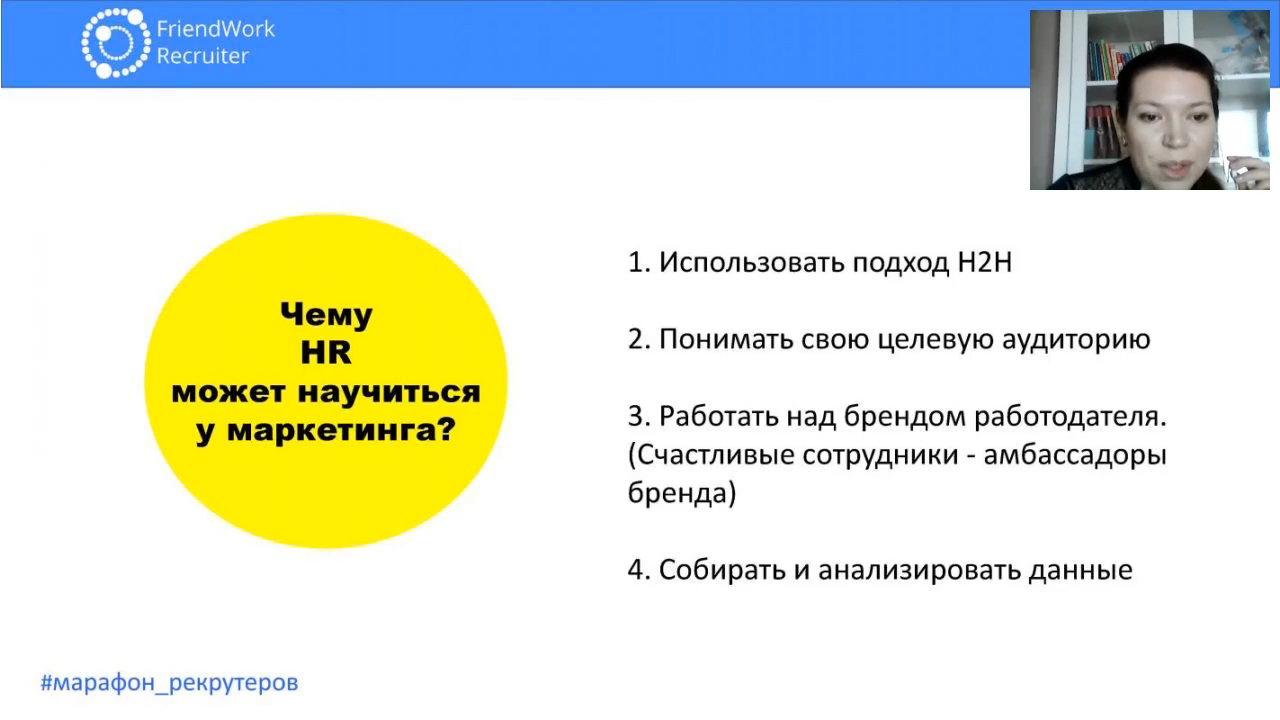 FriendWork
Recruiter
Чему
HR
может научиться
у маркетинга?
1. Использовать подход H2H
2. Понимать свою целевую аудиторию
3. Работать над брендом работодателя.
(Счастливые сотрудники - амбассадоры
бренда)
4. Собирать и анализировать данные
#марафон_рекрутеров